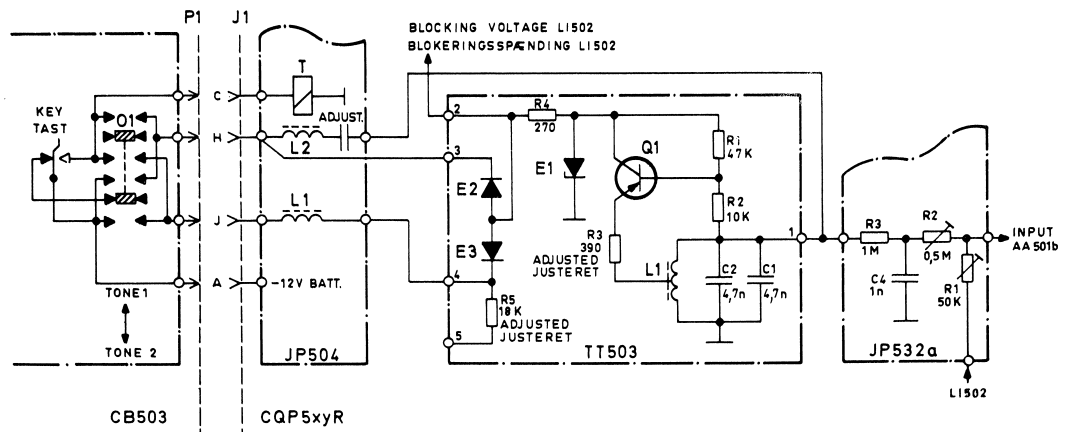 P1
J1
BLOCKING VOLTAGE LI502
BLOKERINGSSPÆNDING LI502
KEY
TAST
O1
C
H
J
A
T
ADJUST.
L2
L1
-12V BATT.
TONE 1
TONE 2
JP504
CB503
CQP5xyR
2
3
4
5
1
R4
270
E1
E2
E3
Q1
R1
47K
R2
10K
R3
390
ADJUSTED
JUSTERET
L1
C2
4,7n
C1
4,7n
R5
18K
ADJUSTED
JUSTERET
TT503
R3
1M
R2
0,5M
C4
1n
R1
50K
INPUT
AA501b
JP532a
LI502